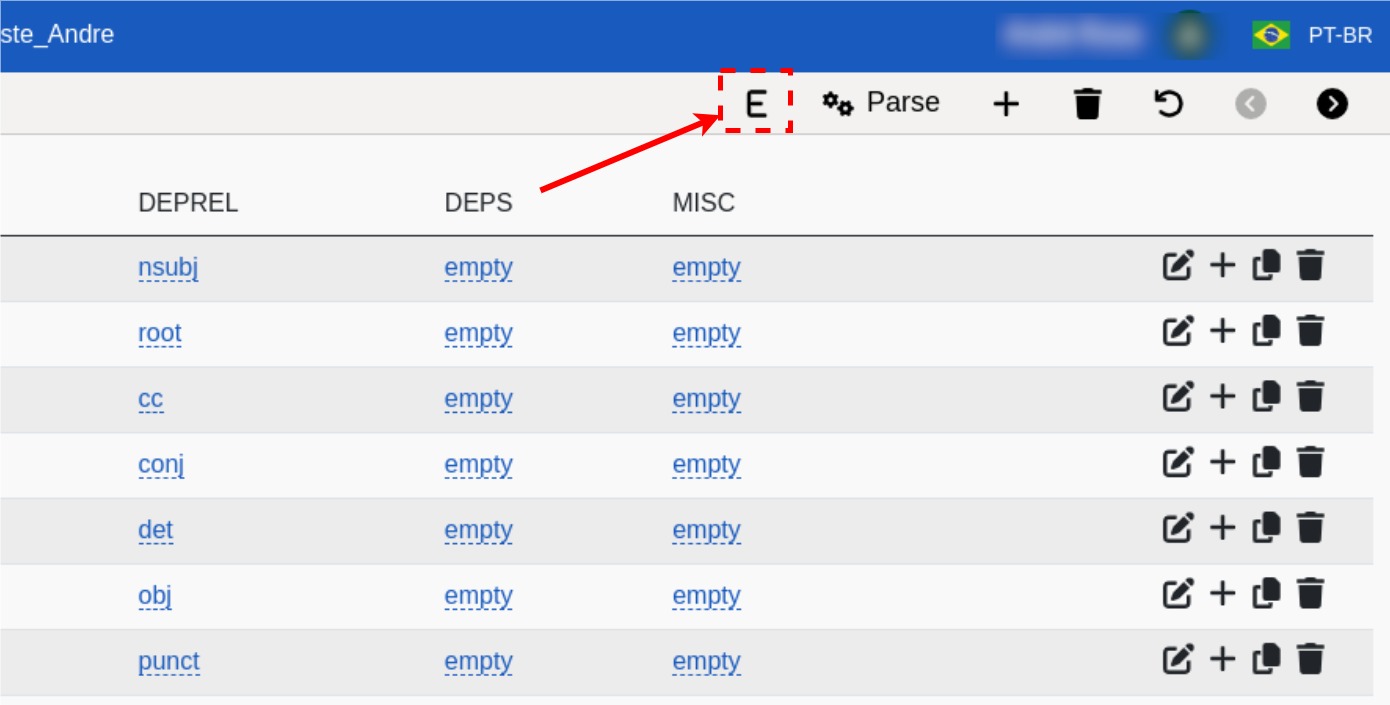 ste_Andre PT-BR
E Parse
DEPREL DEPS MISC
nsubj empty empty
root empty empty
cc empty empty
conj empty empty
det empty empty
obj empty empty
punct empty empty